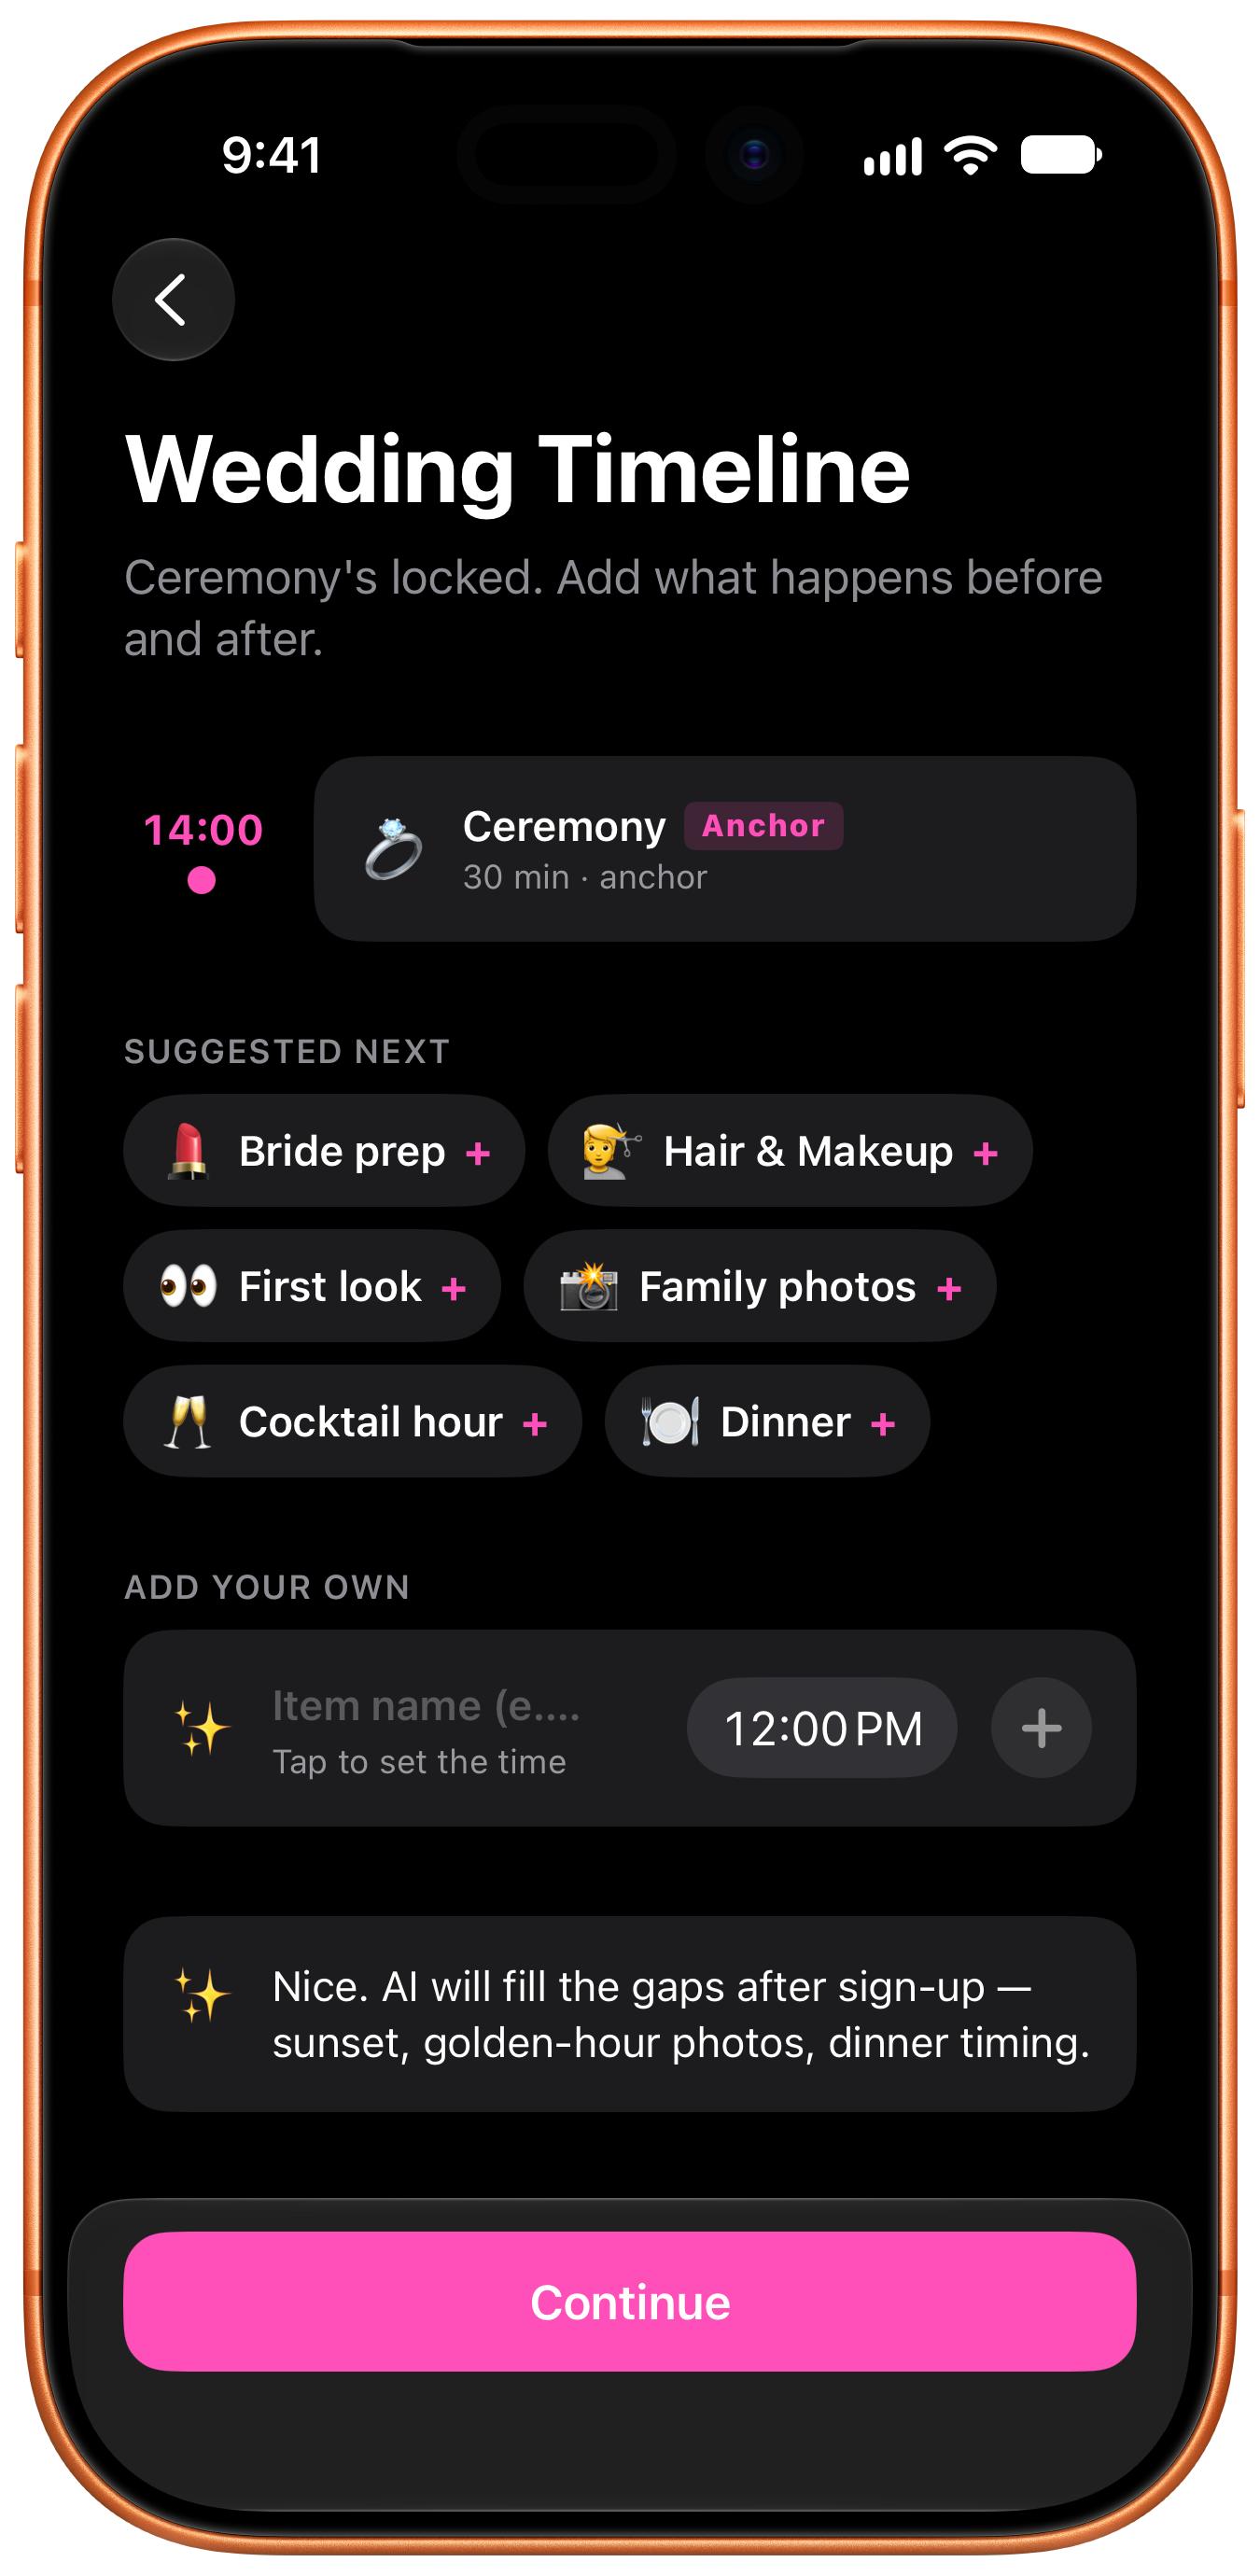 9:41
Wedding Timeline
Ceremony's locked. Add what happens before
and after.
14:00
Ceremony Anchor
30 min · anchor
SUGGESTED NEXT
Bride prep +
Hair & Makeup +
First look +
Family photos +
Cocktail hour +
Dinner +
ADD YOUR OWN
Item name (e....
Tap to set the time
12:00 PM
Nice. AI will fill the gaps after sign-up —
sunset, golden-hour photos, dinner timing.
Continue